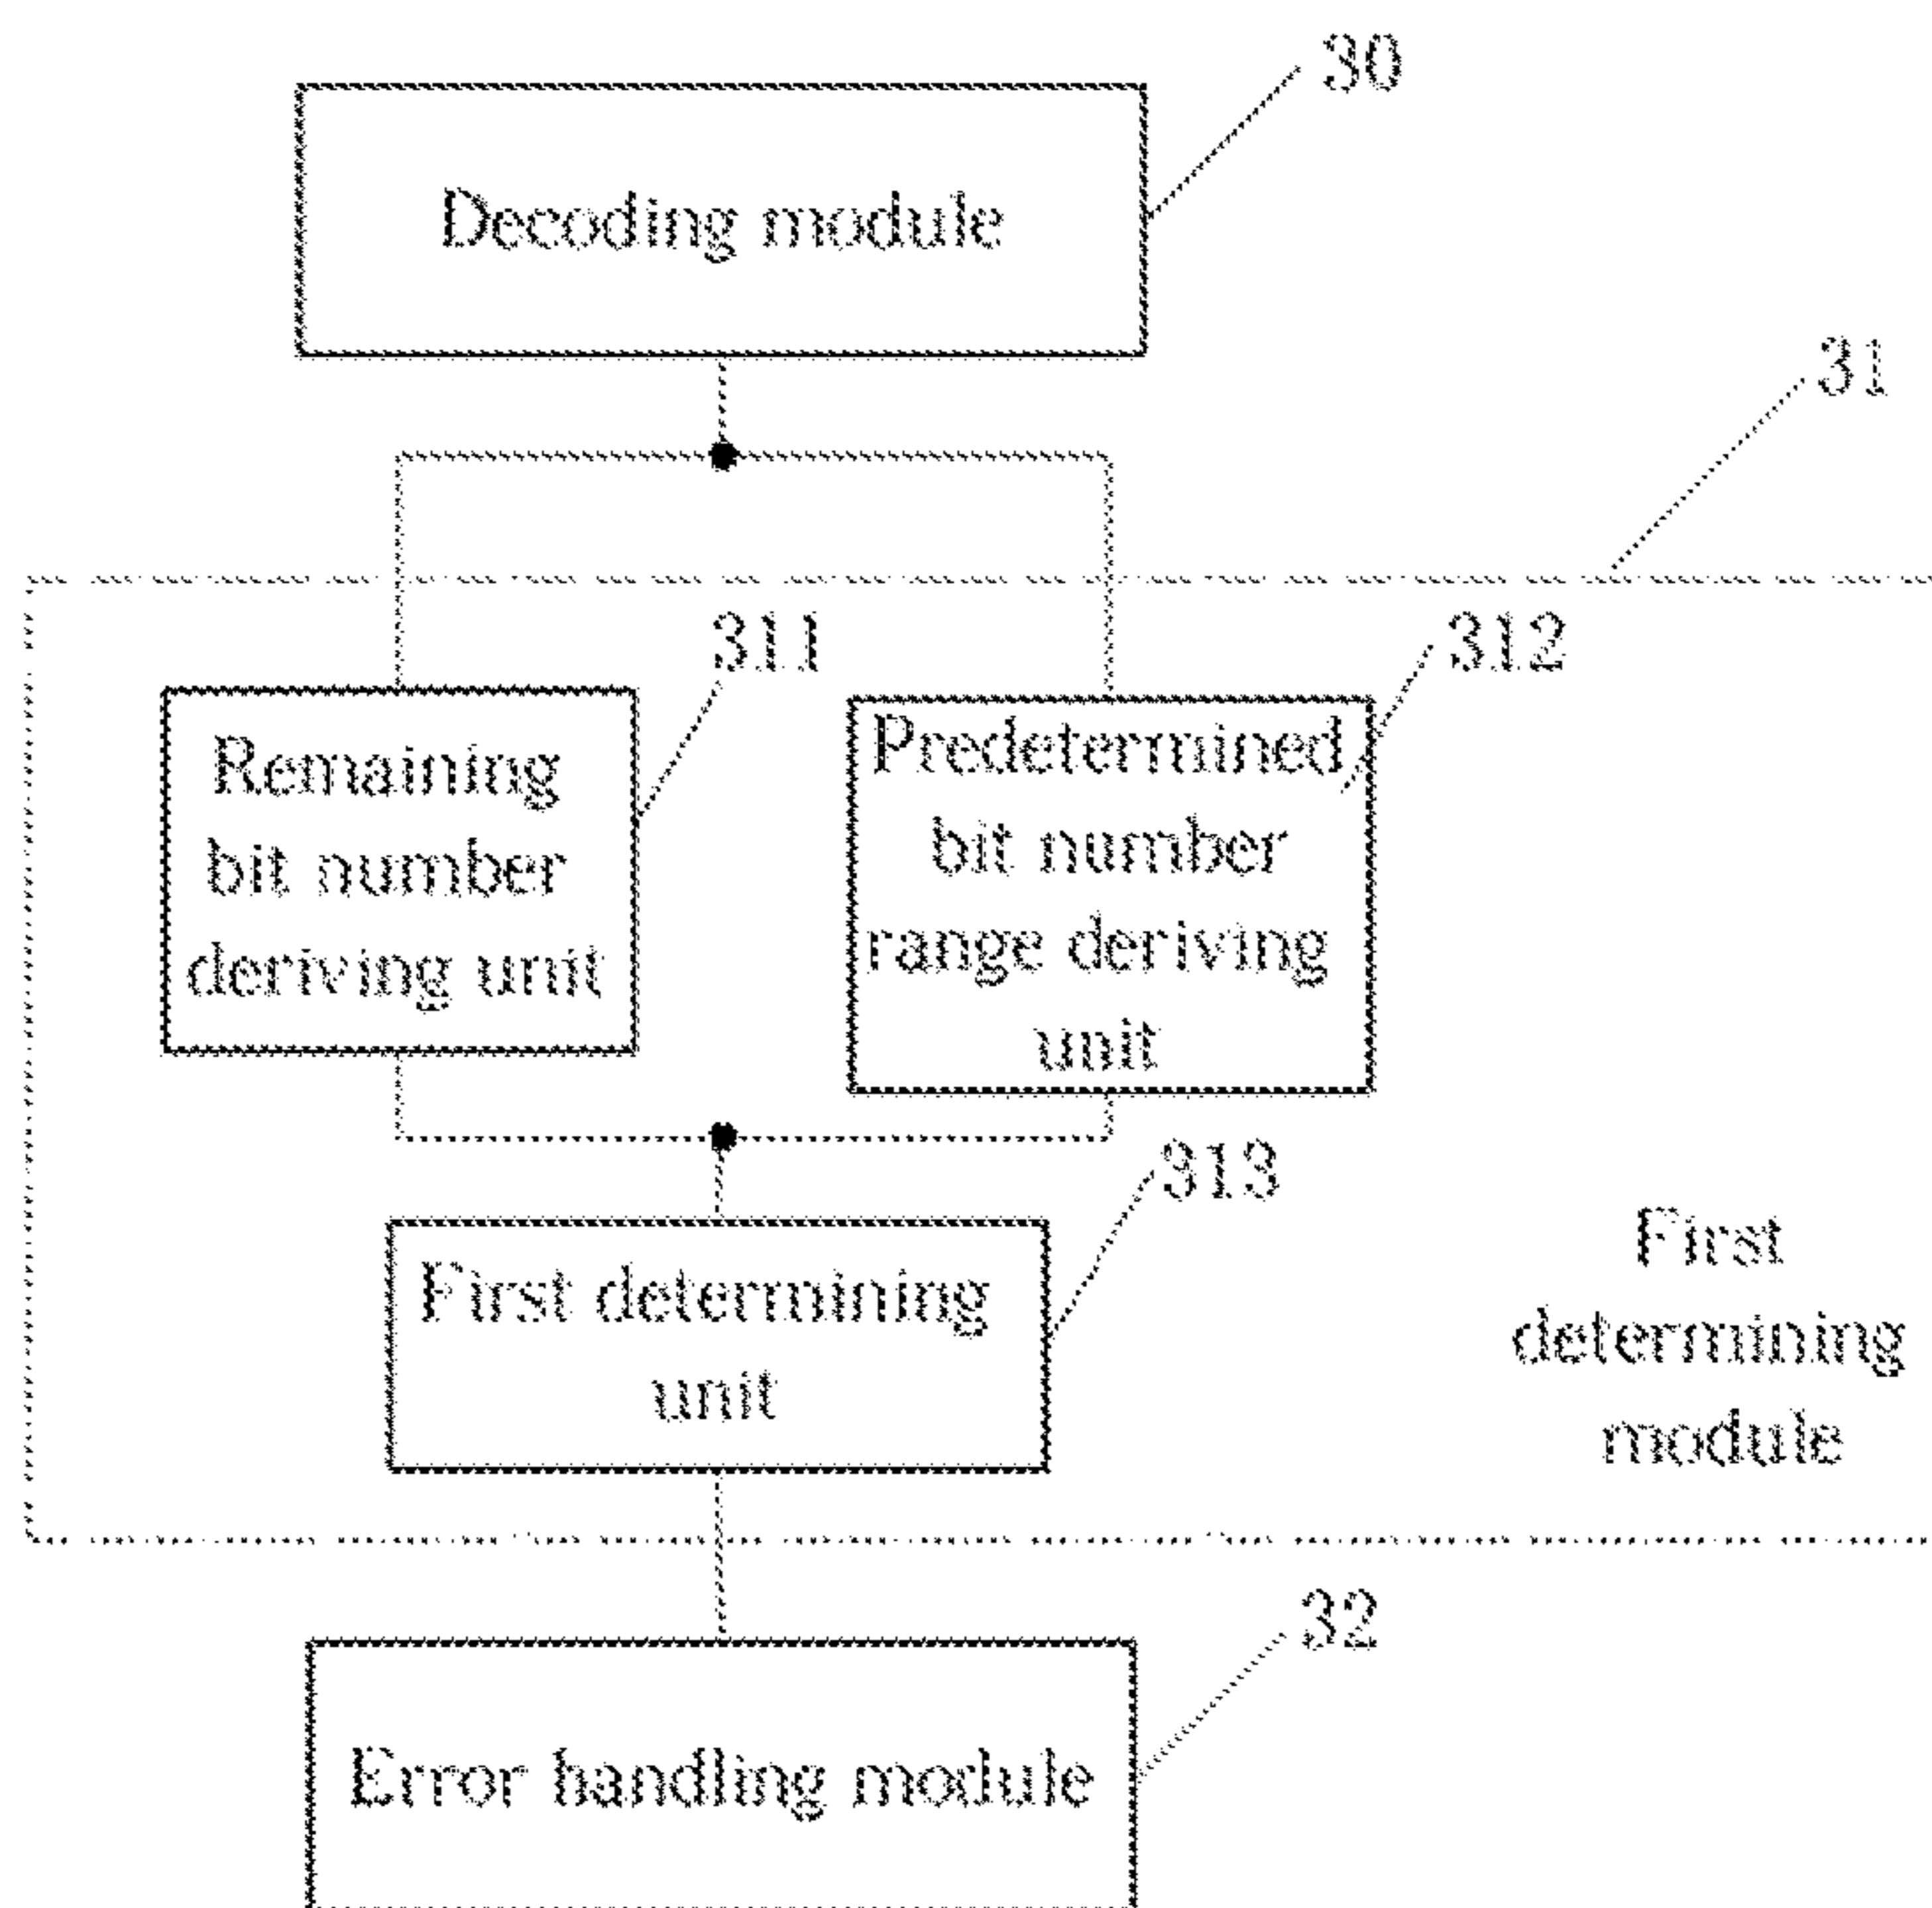 30
Decoding module
31
311
312
Remaining
bit number
deriving unit
Predetermined
bit number
range deriving
unit
313
First determining
unit
First
determining
module
32
Error handling module